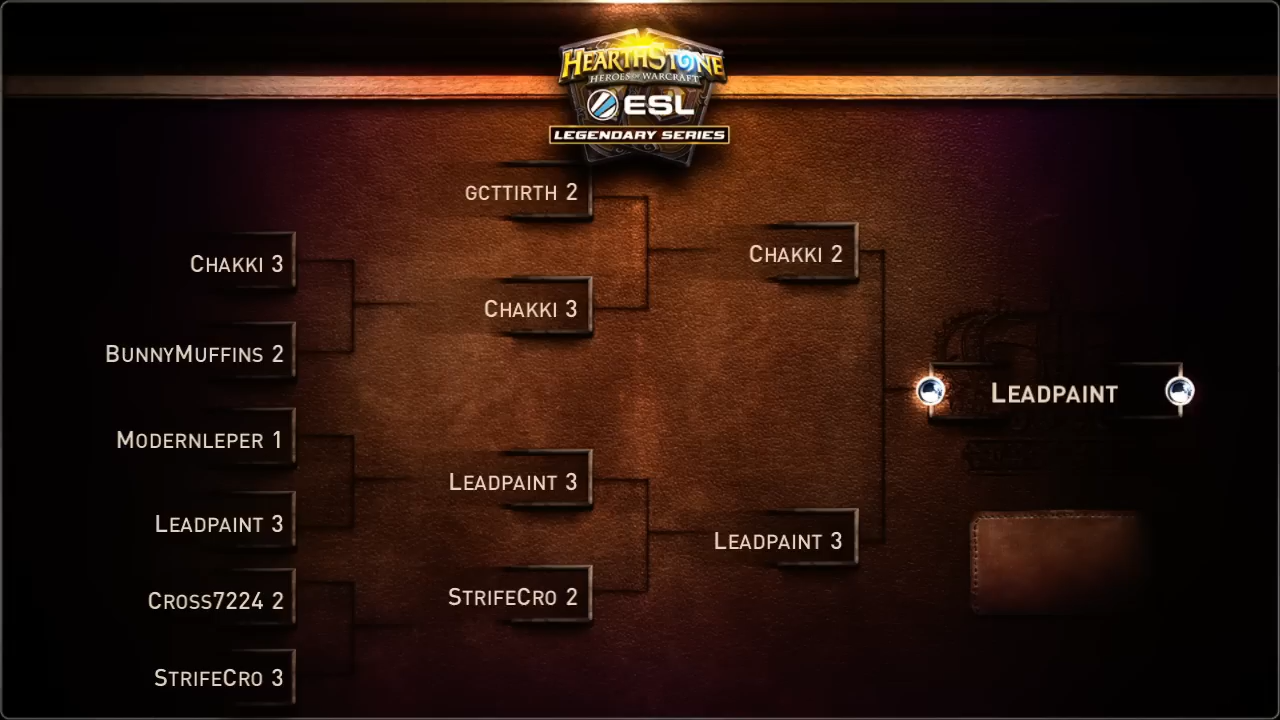 HEARTHSTONE
HEROES OF WARCRAFT
ESL
LEGENDARY SERIES
GCTTIRTH 2
CHAKKI 3
CHAKKI 2
CHAKKI 3
BUNNYMUFFINS 2
LEADPAINT
MODERNLEPER 1
LEADPAINT 3
LEADPAINT 3
LEADPAINT 3
CROSS7224 2
STRIFECRO 2
STRIFECRO 3